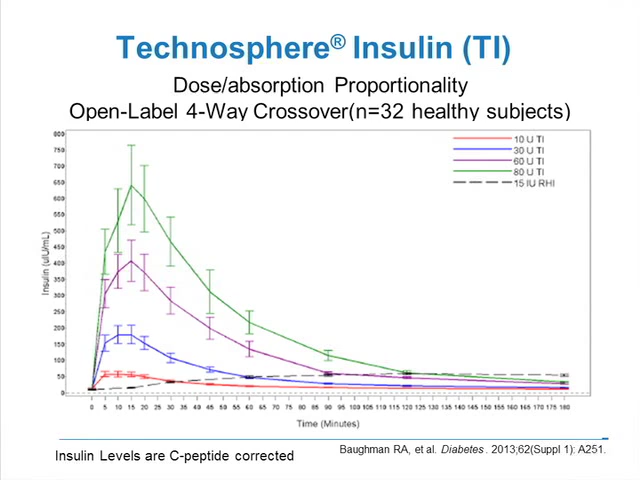 Technosphere® Insulin (TI)
Dose/absorption Proportionality
Open-Label 4-Way Crossover(n=32 healthy subjects)
10 U TI
30 U TI
60 U TI
80 U TI
15 IU RHI
Insulin (uIU/mL)
800
750
700
650
600
550
500
450
400
350
300
250
200
150
100
50
0
0 5 10 15 20 25 30 35 40 45 50 55 60 65 70 75 80 85 90 95 100 105 110 115 120 125 130 135 140 145 150 155 160 165 170 175 180
Time (Minutes)
Insulin Levels are C-peptide corrected
Baughman RA, et al. Diabetes. 2013;62(Suppl 1): A251.